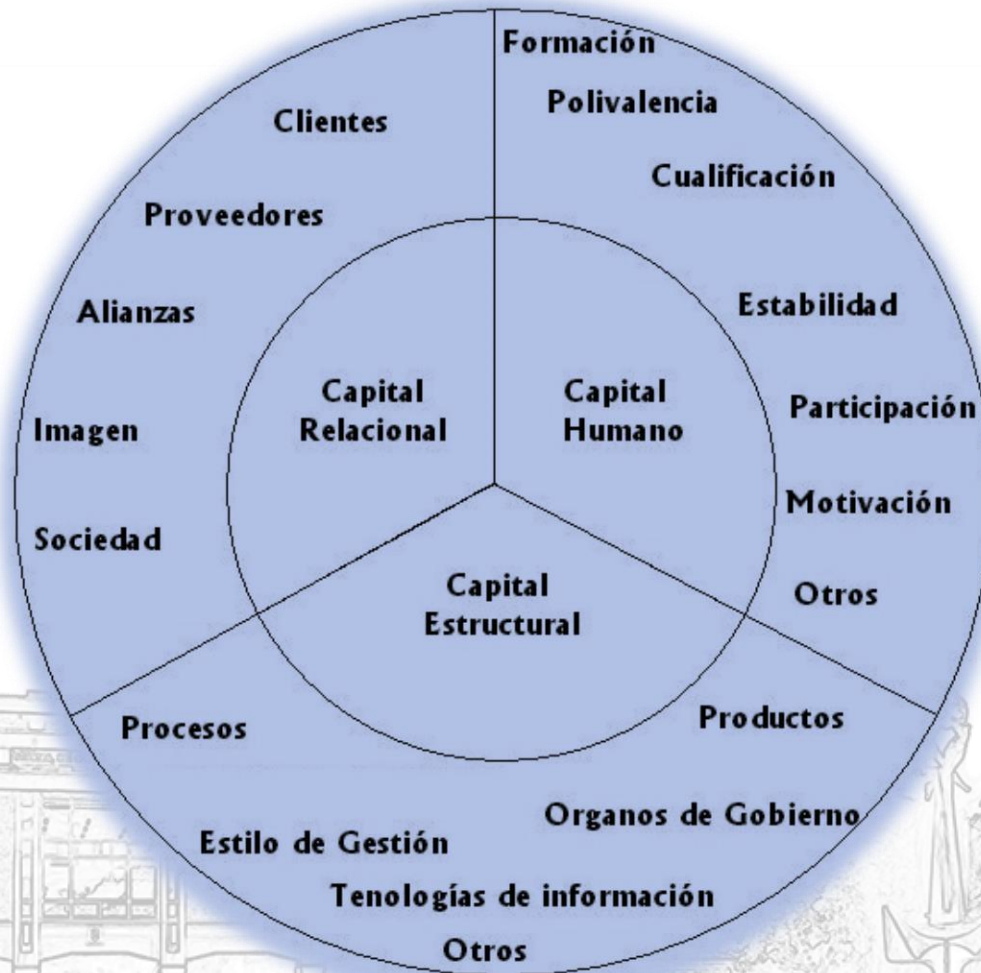 Formación
Polivalencia
Cualificación
Estabilidad
Participación
Motivación
Otros
Clientes
Proveedores
Alianzas
Imagen
Sociedad
Capital
Relacional
Capital
Humano
Capital
Estructural
Procesos
Productos
Organos de Gobierno
Estilo de Gestión
Tenologías de información
Otros